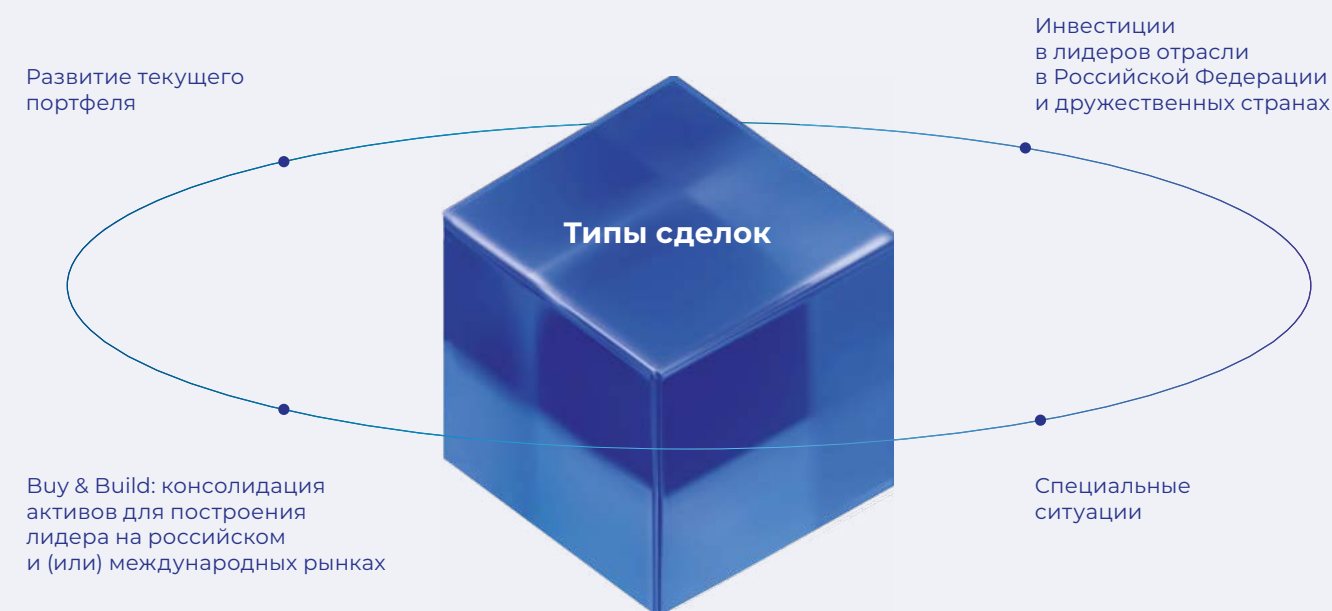 Развитие текущего
портфеля
Инвестиции
в лидеров отрасли
в Российской Федерации
и дружественных странах
Типы сделок
Buy & Build: консолидация
активов для построения
лидера на российском
и (или) международных рынках
Специальные
ситуации